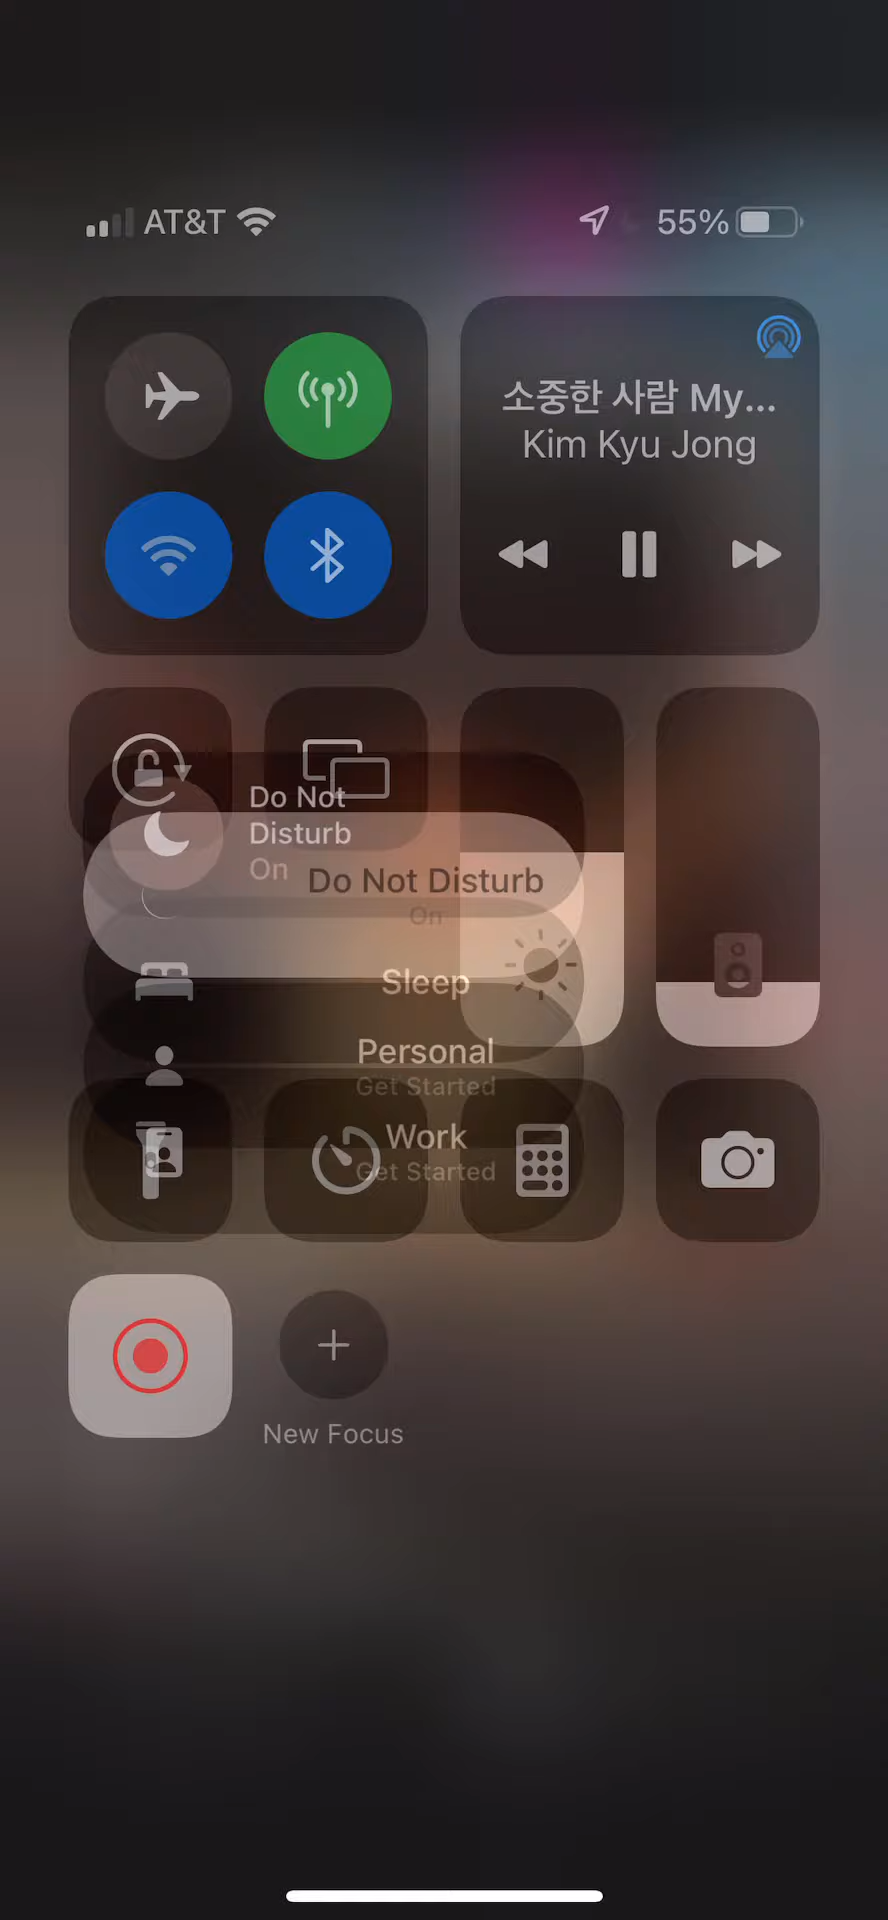 AT&T 55%
소중한 사람 My...
Kim Kyu Jong
Do Not
Disturb
On
Do Not Disturb
On
Sleep
Personal
Get Started
Work
Get Started
New Focus